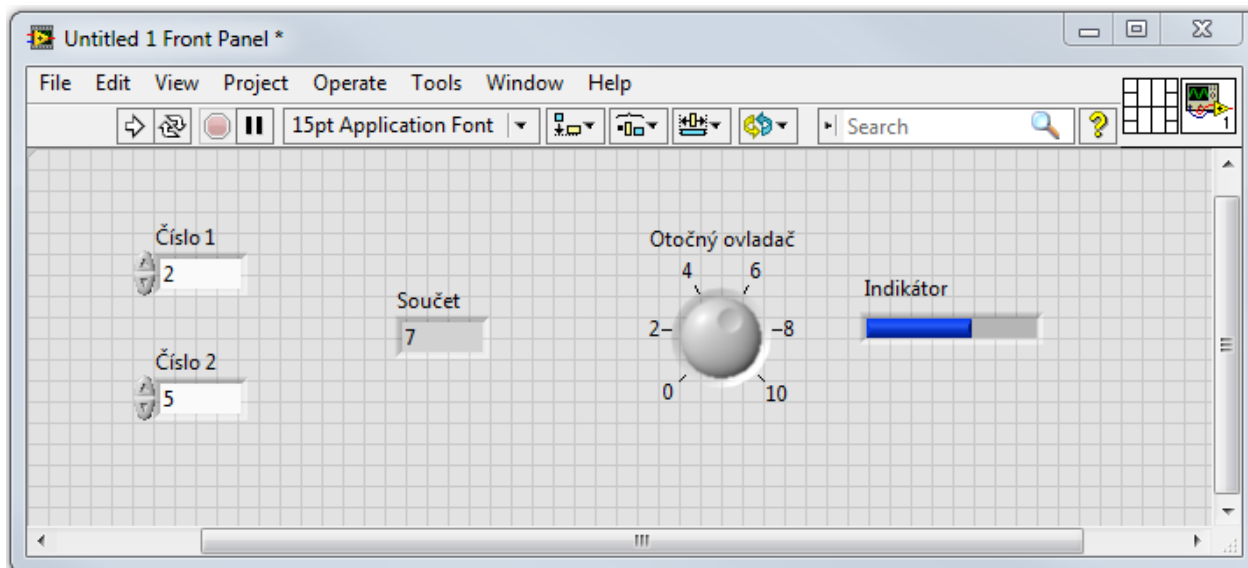 Untitled 1 Front Panel *
File Edit View Project Operate Tools Window Help
15pt Application Font Search ? 1
Číslo 1
2
Číslo 2
5
Součet
7
Otočný ovladač
4 6
2 8
0 10
Indikátor